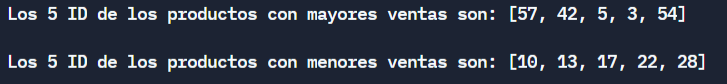 Los 5 ID de los productos con mayores ventas son: [57, 42, 5, 3, 54]
Los 5 ID de los productos con menores ventas son: [10, 13, 17, 22, 28]